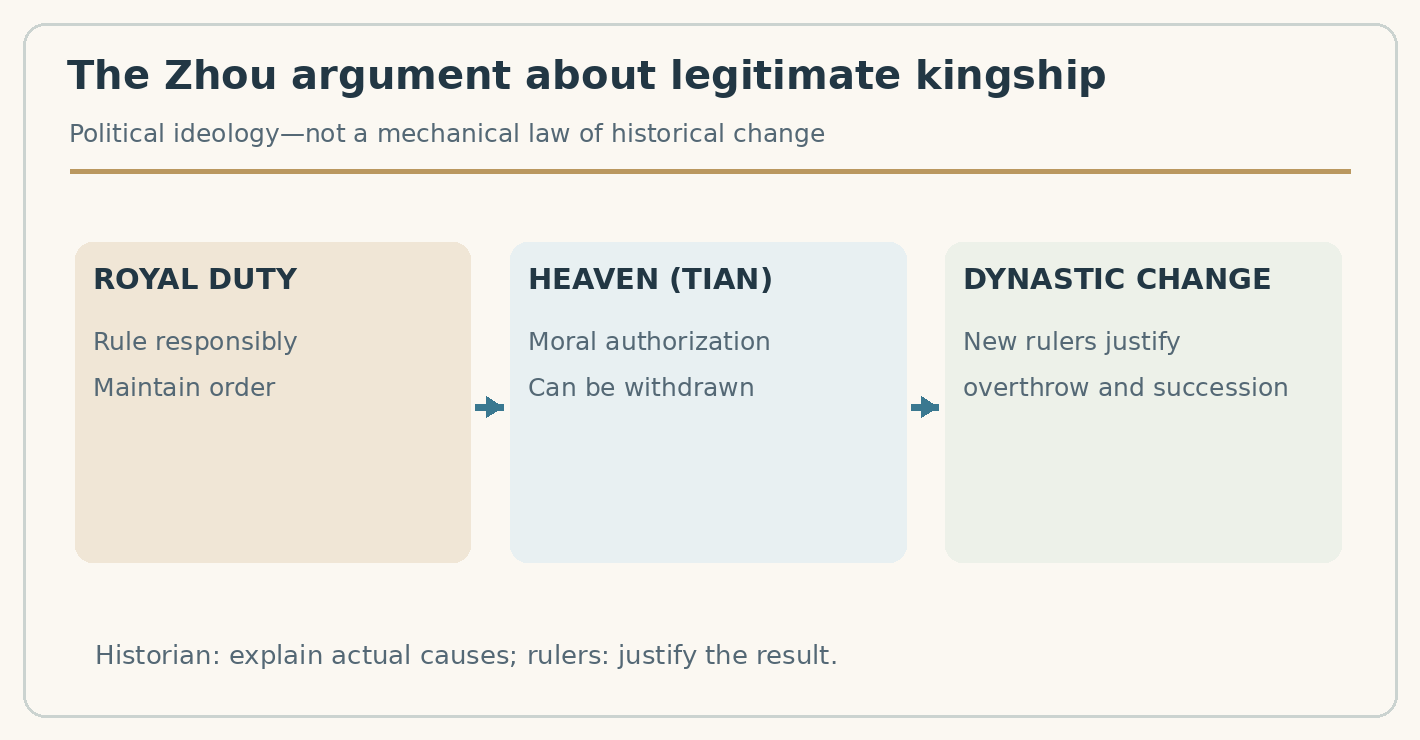 The Zhou argument about legitimate kingship
Political ideology—not a mechanical law of historical change
ROYAL DUTY
Rule responsibly
Maintain order
HEAVEN (TIAN)
Moral authorization
Can be withdrawn
DYNASTIC CHANGE
New rulers justify
overthrow and succession
Historian: explain actual causes; rulers: justify the result.